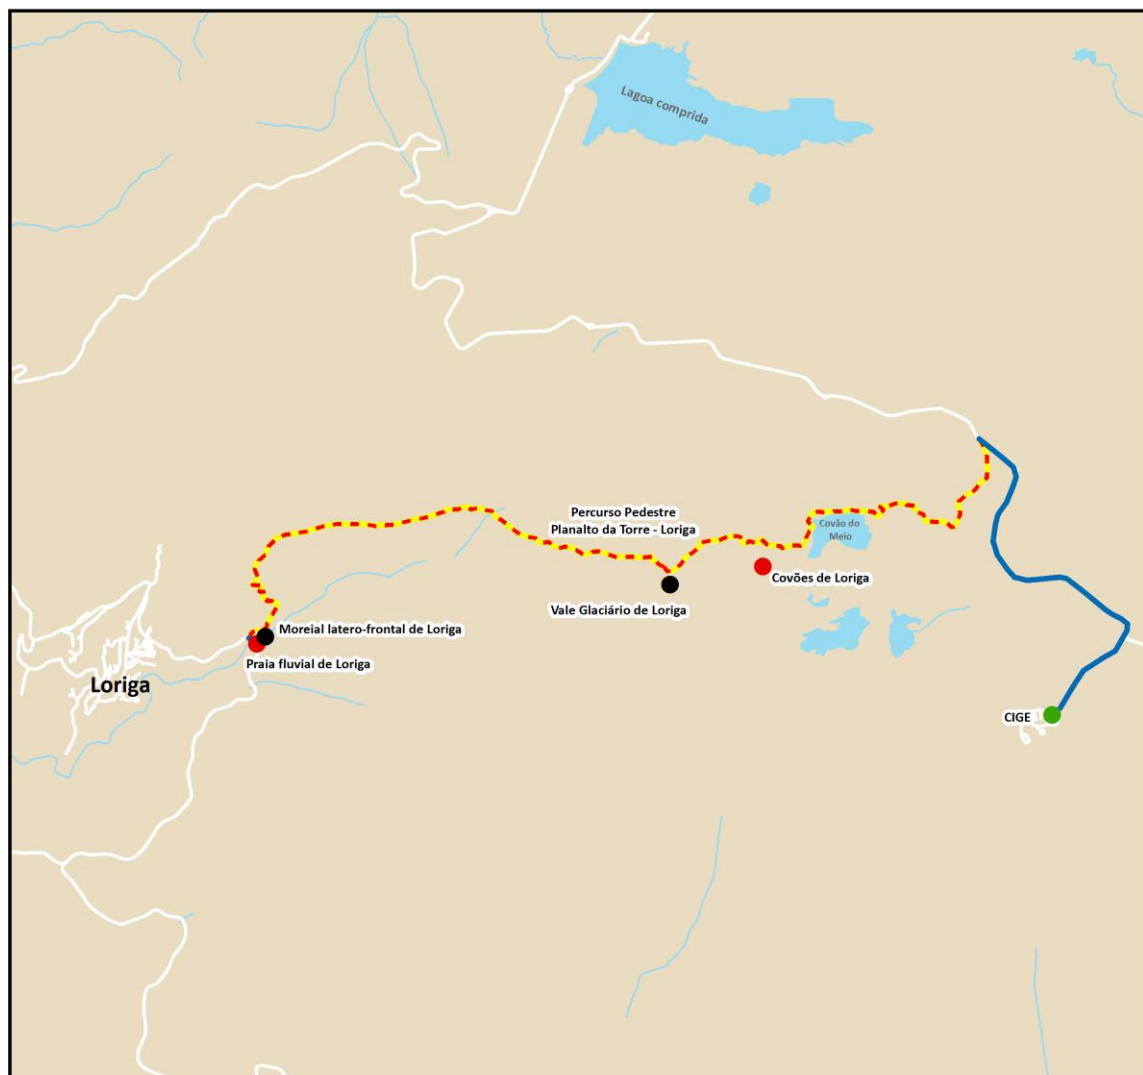 Lagoa comprida
Percurso Pedestre
Planalto da Torre - Loriga
Covão do
Meio
Covões de Loriga
Vale Glaciário de Loriga
Moreial latero-frontal de Loriga
Praia fluvial de Loriga
Loriga
CIGE